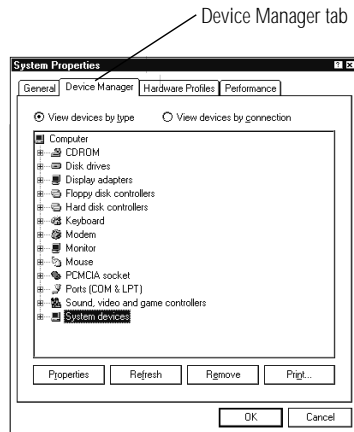 Device Manager tab
System Properties
General Device Manager Hardware Profiles Performance
View devices by type View devices by connection
Computer
CDROM
Disk drives
Display adapters
Floppy disk controllers
Hard disk controllers
Keyboard
Modem
Monitor
Mouse
PCMCIA socket
Ports (COM & LPT)
Sound, video and game controllers
System devices
Properties Refresh Remove Print...
OK Cancel